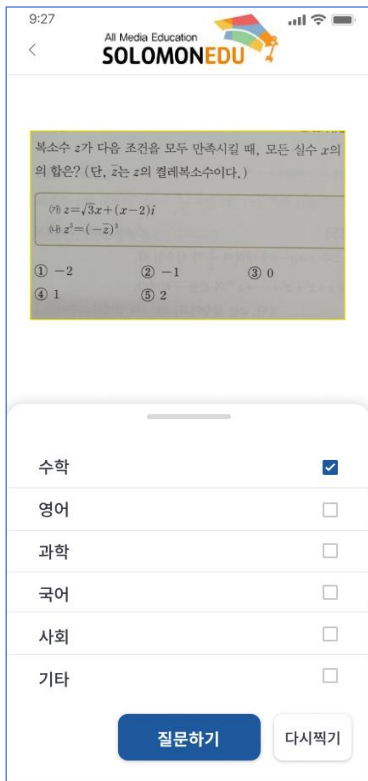 9:27
All Media Education
SOLOMONEDU
복소수 z가 다음 조건을 모두 만족시킬 때, 모든 실수 x의
의 합은? (단, z̄는 z의 켤레복소수이다.)
㈎ z=√3x+(x-2)i
㈏ z³=(-z̄)³
① -2 ② -1 ③ 0
④ 1 ⑤ 2
수학
영어
과학
국어
사회
기타
질문하기 다시찍기